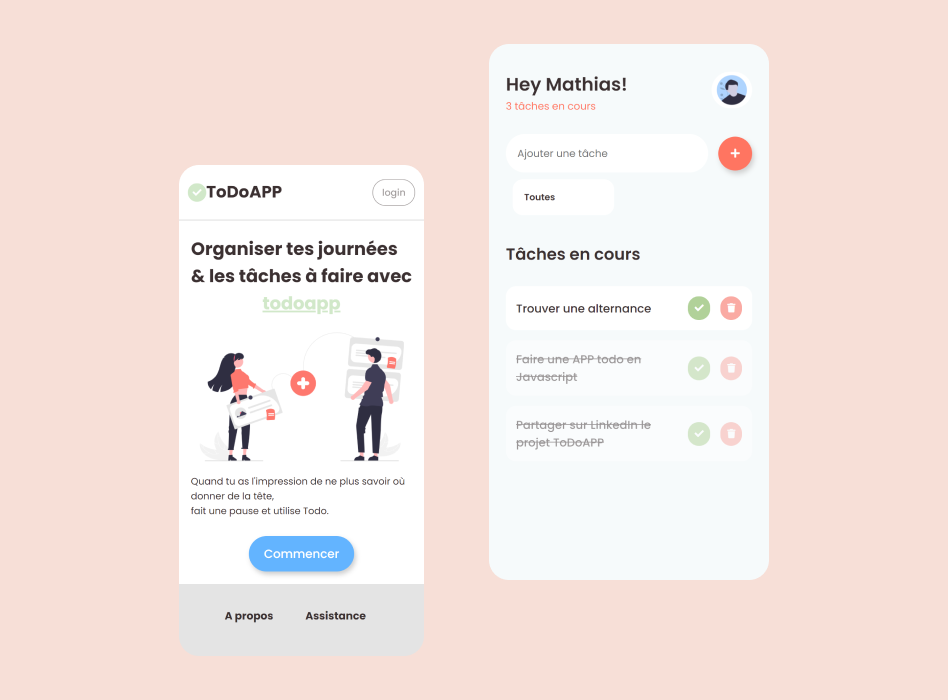 ToDoAPP
login
Organiser tes journées
& les tâches à faire avec
todoapp
Quand tu as l'impression de ne plus savoir où
donner de la tête,
fait une pause et utilise Todo.
Commencer
A propos
Assistance
Hey Mathias!
3 tâches en cours
Ajouter une tâche
Toutes
Tâches en cours
Trouver une alternance
Faire une APP todo en
Javascript
Partager sur LinkedIn le
projet ToDoAPP